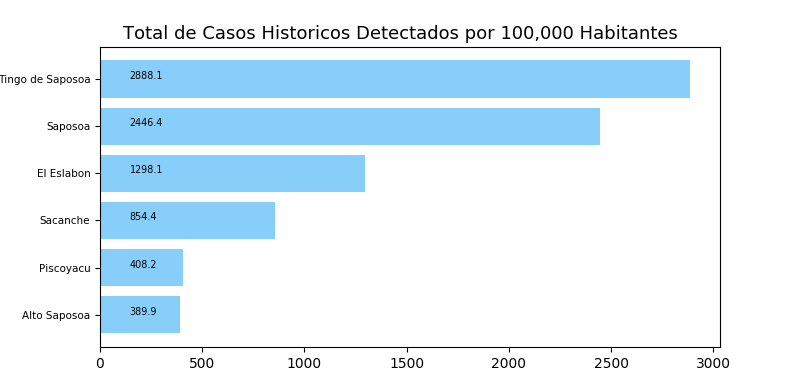 Total de Casos Historicos Detectados por 100,000 Habitantes
Tingo de Saposoa 2888.1
Saposoa 2446.4
El Eslabon 1298.1
Sacanche 854.4
Piscoyacu 408.2
Alto Saposoa 389.9
0 500 1000 1500 2000 2500 3000